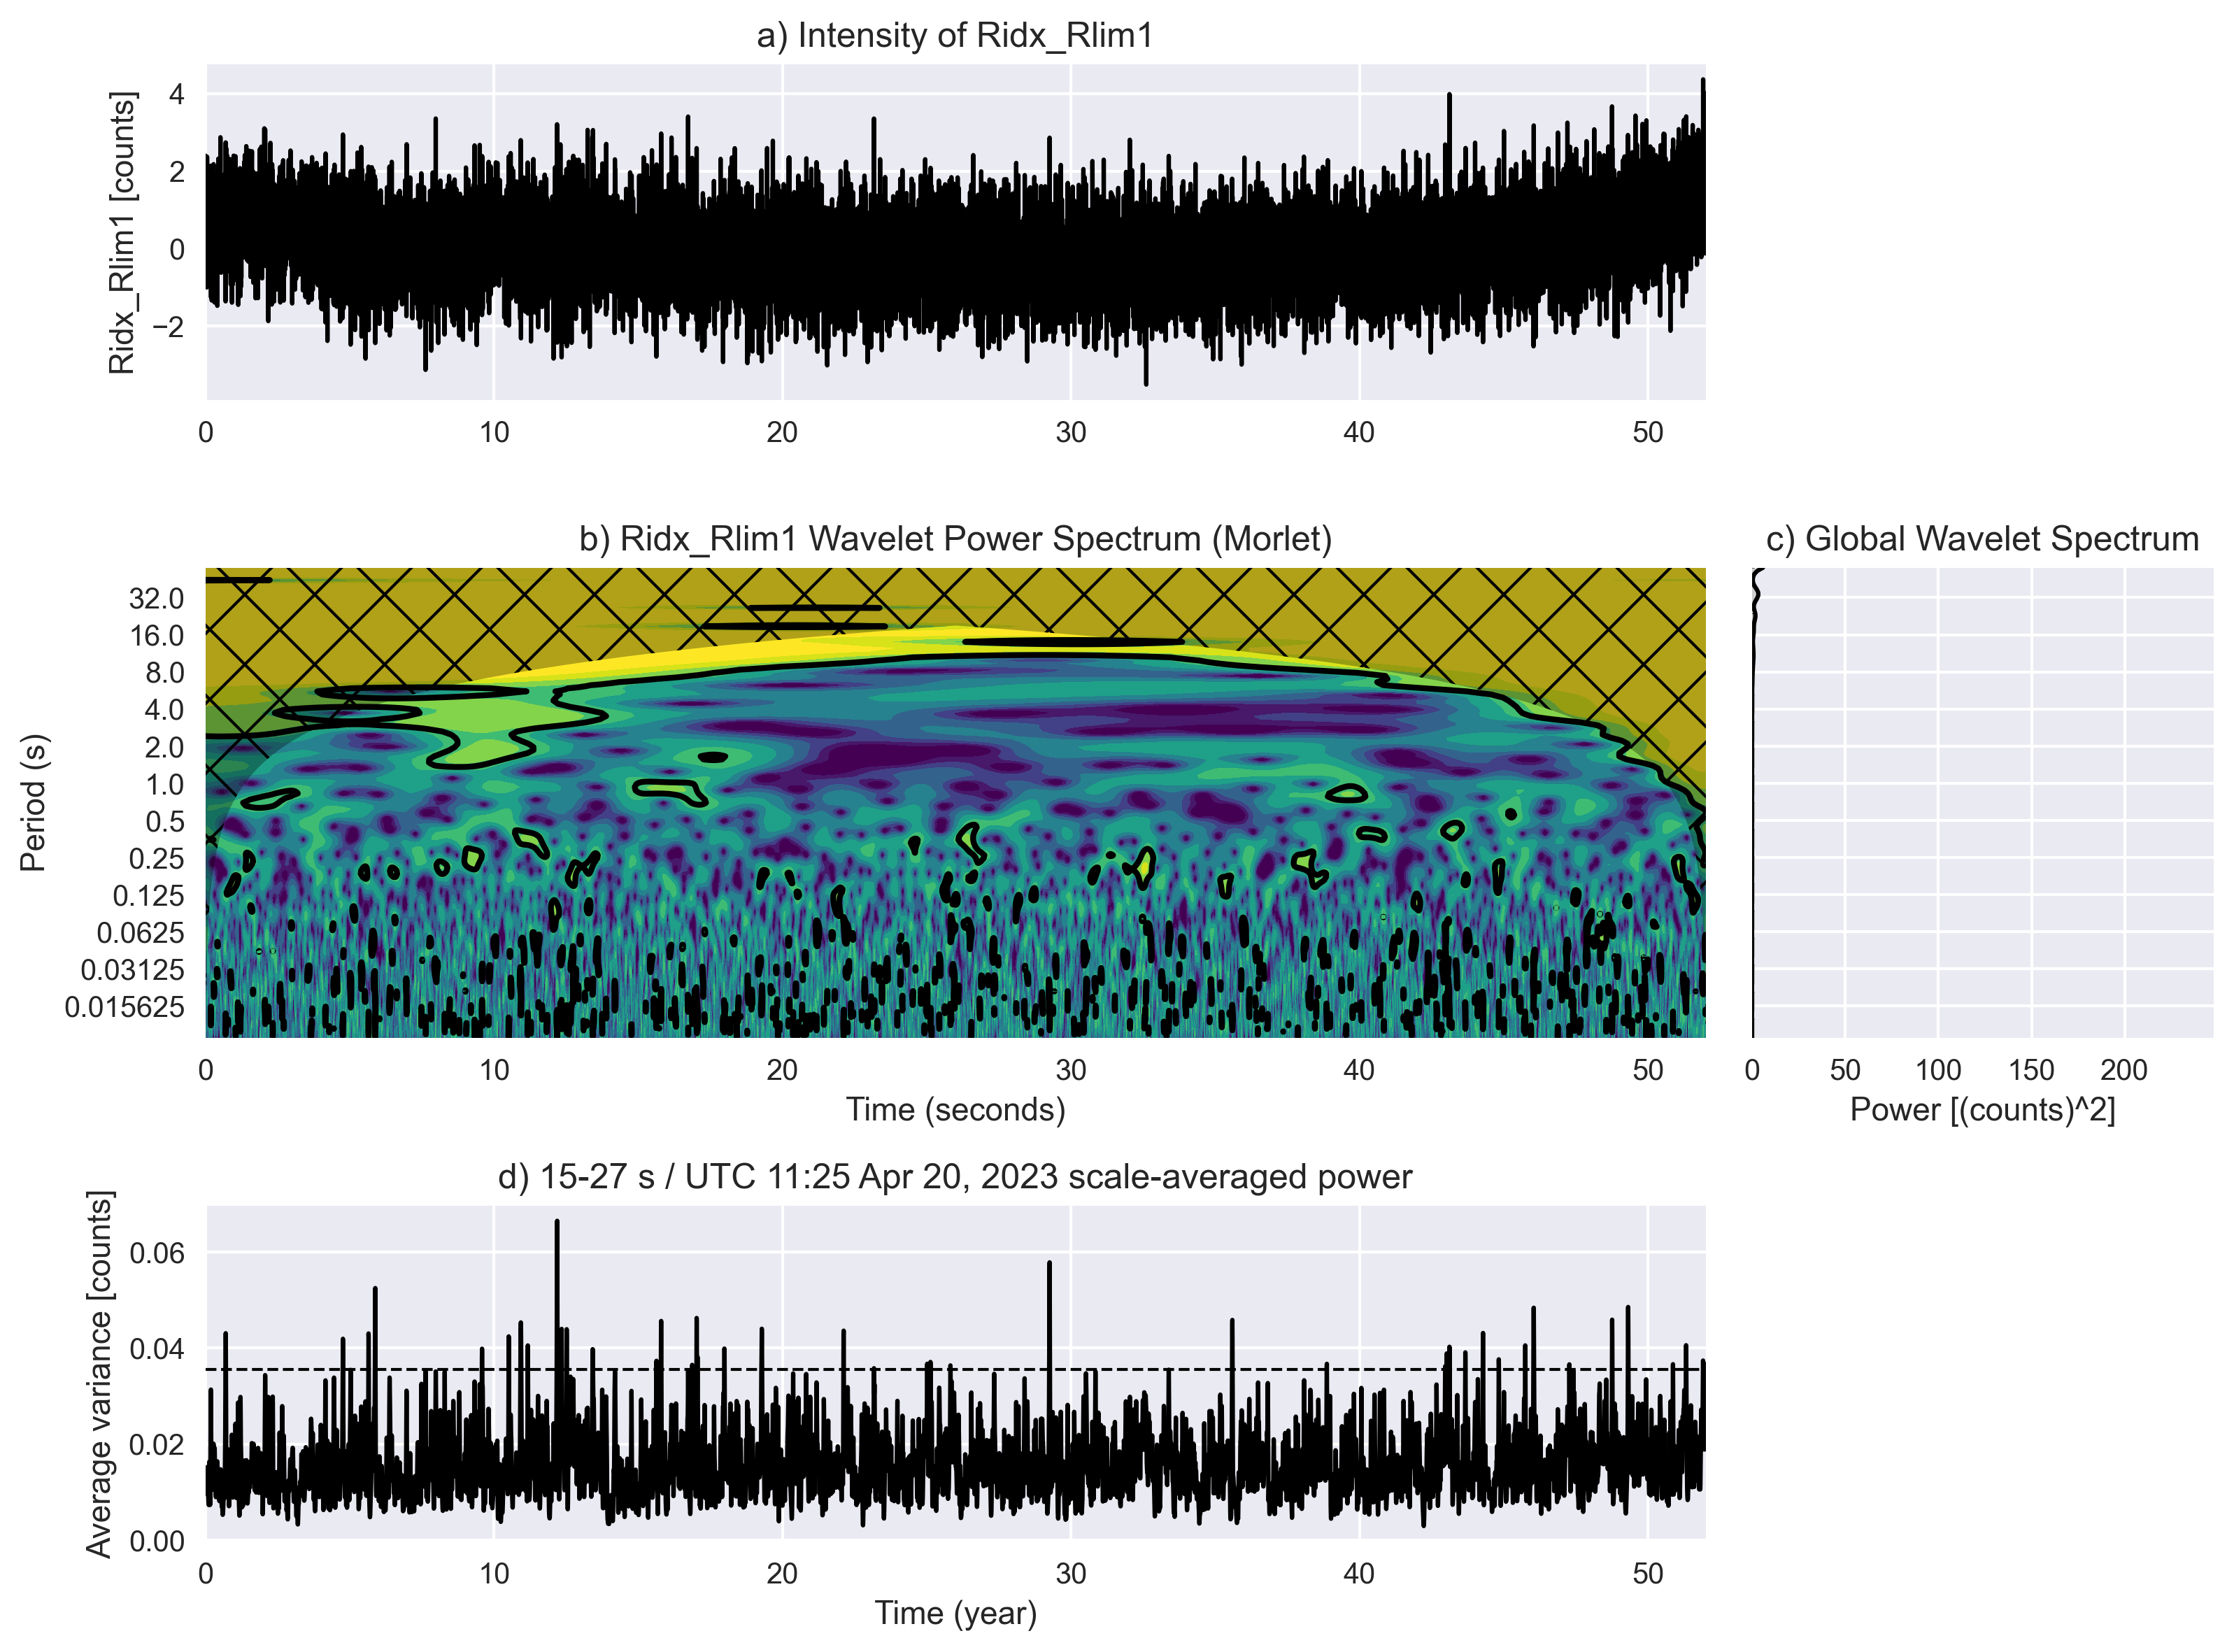 a) Intensity of Ridx_Rlim1
Ridx_Rlim1 [counts]
4
2
0
−2
0 10 20 30 40 50
b) Ridx_Rlim1 Wavelet Power Spectrum (Morlet)
Period (s)
32.0
16.0
8.0
4.0
2.0
1.0
0.5
0.25
0.125
0.0625
0.03125
0.015625
0 10 20 30 40 50
Time (seconds)
c) Global Wavelet Spectrum
0 50 100 150 200
Power [(counts)^2]
d) 15-27 s / UTC 11:25 Apr 20, 2023 scale-averaged power
Average variance [counts]
0.06
0.04
0.02
0.00
0 10 20 30 40 50
Time (year)